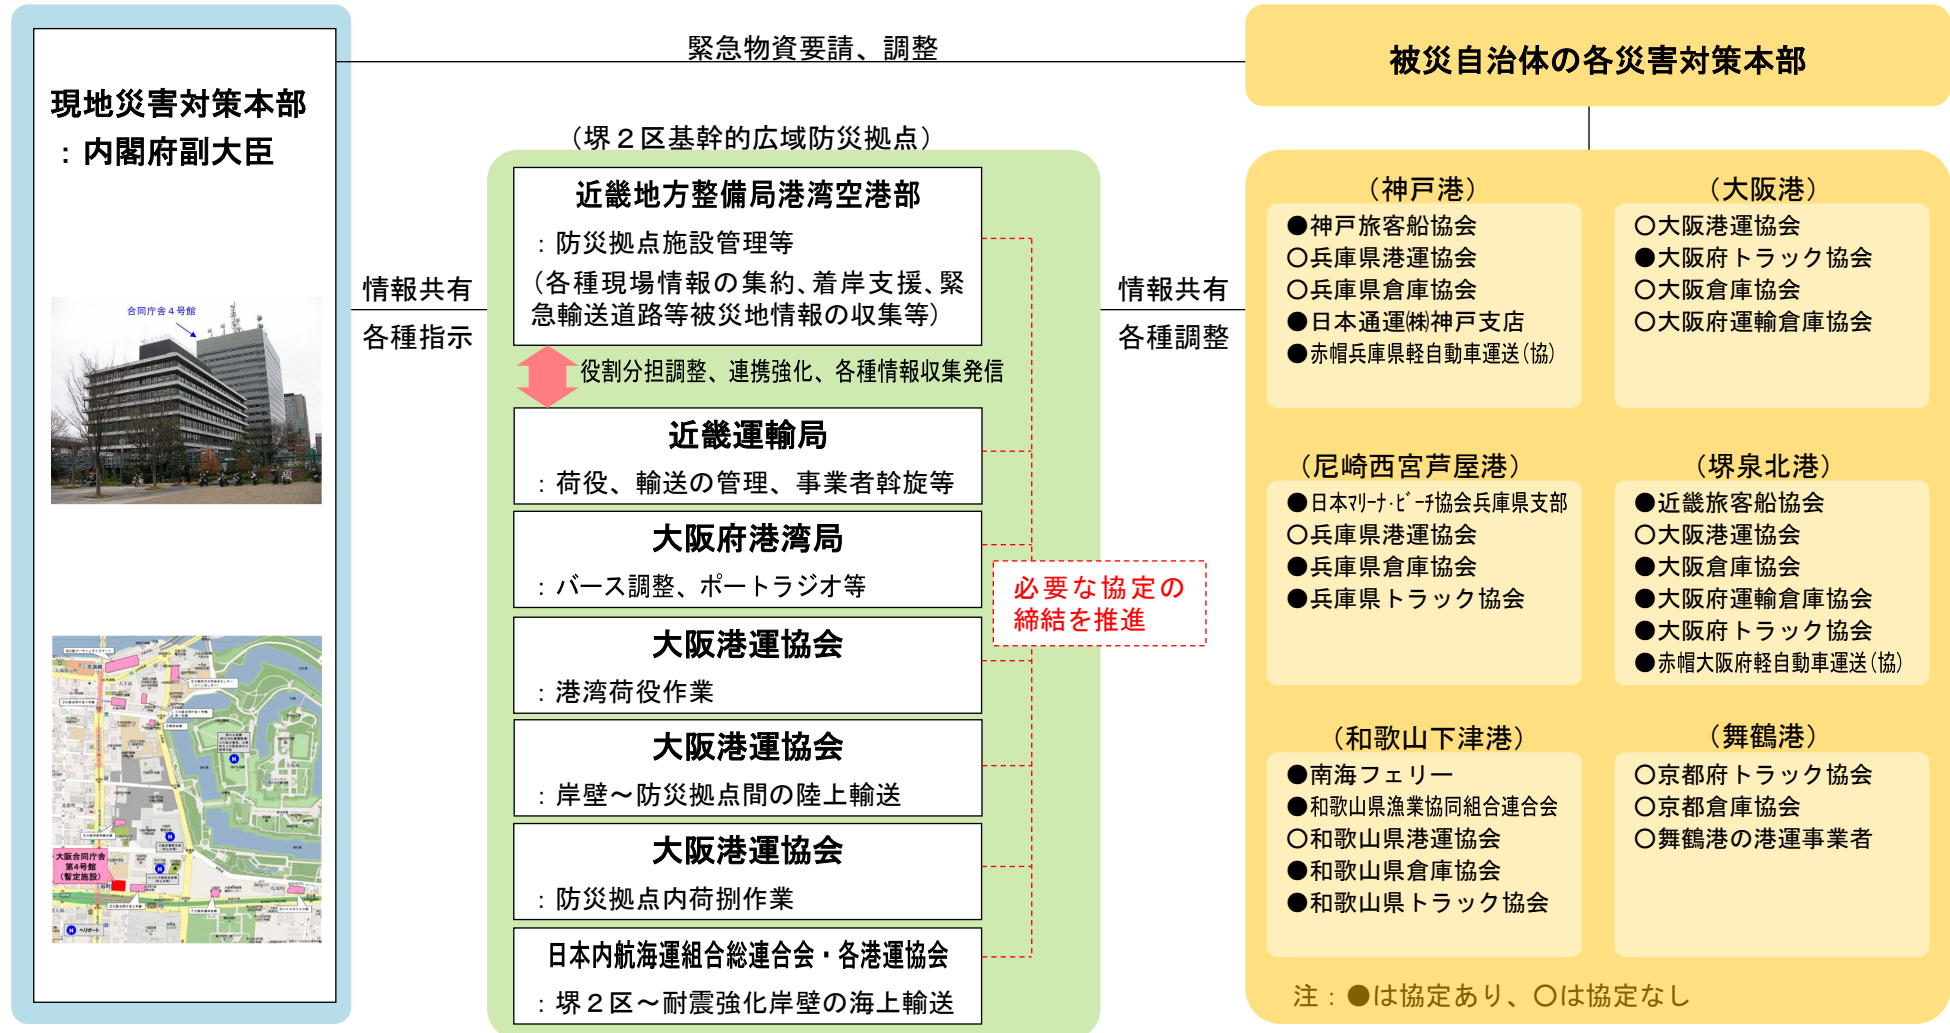 現地災害対策本部
：内閣府副大臣
合同庁舎４号館
大阪合同庁舎
第4号館
（暫定施設）
ヘリポート
緊急物資要請、調整
情報共有
各種指示
（堺２区基幹的広域防災拠点）
近畿地方整備局港湾空港部
：防災拠点施設管理等
（各種現場情報の集約、着岸支援、緊
急輸送道路等被災地情報の収集等）
役割分担調整、連携強化、各種情報収集発信
近畿運輸局
：荷役、輸送の管理、事業者斡旋等
大阪府港湾局
：バース調整、ポートラジオ等
大阪港運協会
：港湾荷役作業
大阪港運協会
：岸壁～防災拠点間の陸上輸送
大阪港運協会
：防災拠点内荷捌作業
日本内航海運組合総連合会・各港運協会
：堺２区～耐震強化岸壁の海上輸送
必要な協定の
締結を推進
情報共有
各種調整
被災自治体の各災害対策本部
（神戸港）
●神戸旅客船協会
○兵庫県港運協会
○兵庫県倉庫協会
●日本通運㈱神戸支店
●赤帽兵庫県軽自動車運送（協）
（大阪港）
○大阪港運協会
●大阪府トラック協会
○大阪倉庫協会
○大阪府運輸倉庫協会
（尼崎西宮芦屋港）
●日本ﾏﾘｰﾅ･ﾋﾞｰﾁ協会兵庫県支部
○兵庫県港運協会
●兵庫県倉庫協会
●兵庫県トラック協会
（堺泉北港）
●近畿旅客船協会
○大阪港運協会
●大阪倉庫協会
●大阪府運輸倉庫協会
●大阪府トラック協会
●赤帽大阪府軽自動車運送（協）
（和歌山下津港）
●南海フェリー
●和歌山県漁業協同組合連合会
○和歌山県港運協会
●和歌山県倉庫協会
●和歌山県トラック協会
（舞鶴港）
○京都府トラック協会
○京都倉庫協会
○舞鶴港の港運事業者
注：●は協定あり、○は協定なし